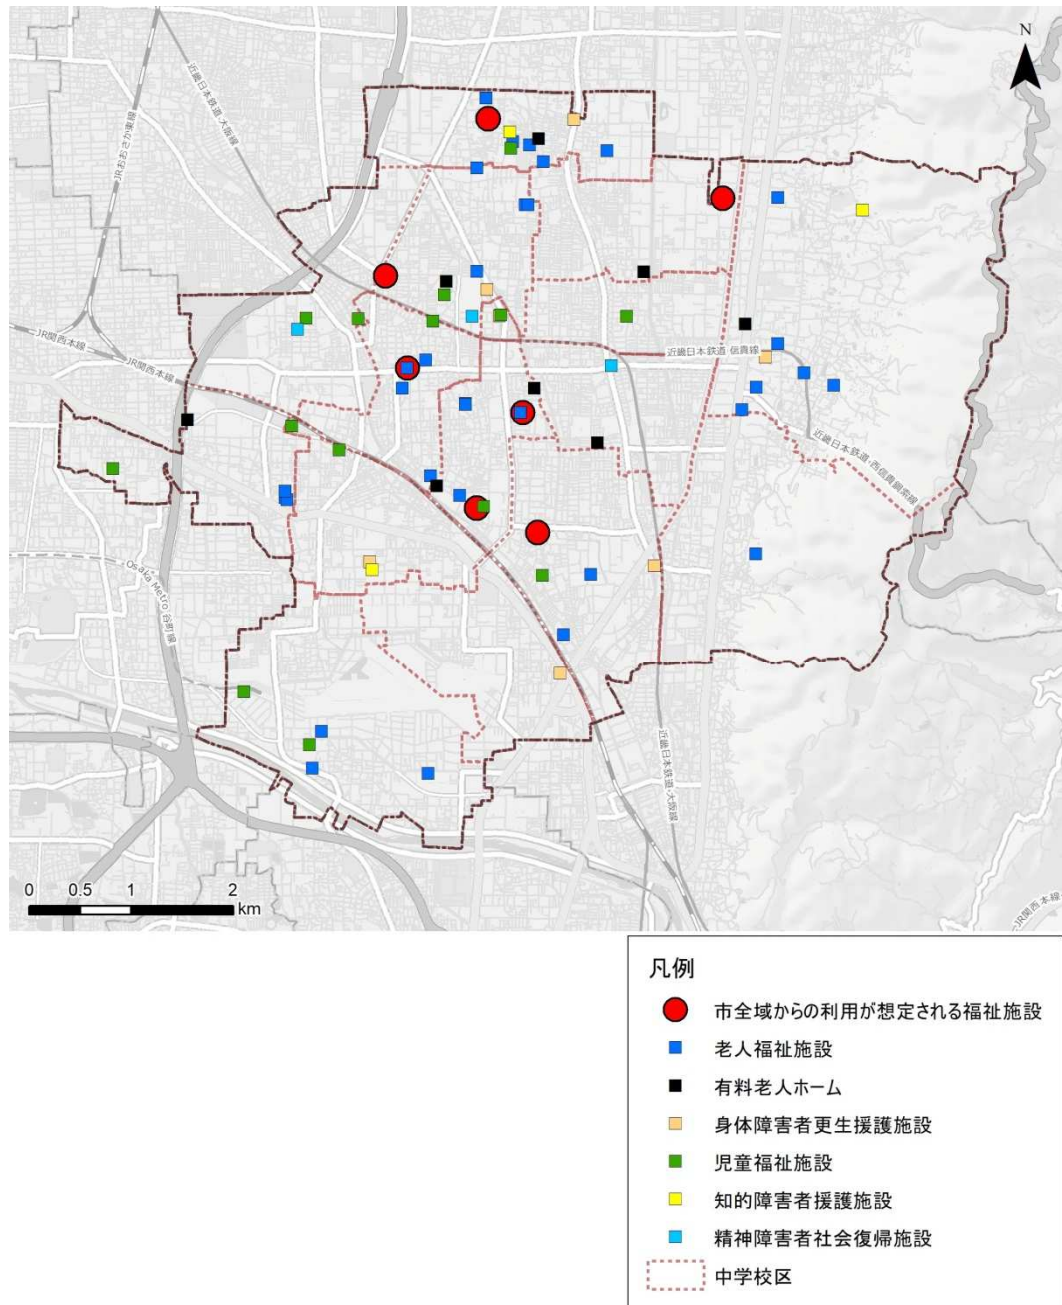 N
近畿日本鉄道 大阪線
JRおおさか東線
JR関西本線
JR関西本線
近畿日本鉄道 信貴線
近畿日本鉄道・西信貴鋼索線
Osaka Metro 谷町線
近畿日本鉄道・大阪線
JR関西本線
0 0.5 1 2
km
凡例
市全域からの利用が想定される福祉施設
老人福祉施設
有料老人ホーム
身体障害者更生援護施設
児童福祉施設
知的障害者援護施設
精神障害者社会復帰施設
中学校区